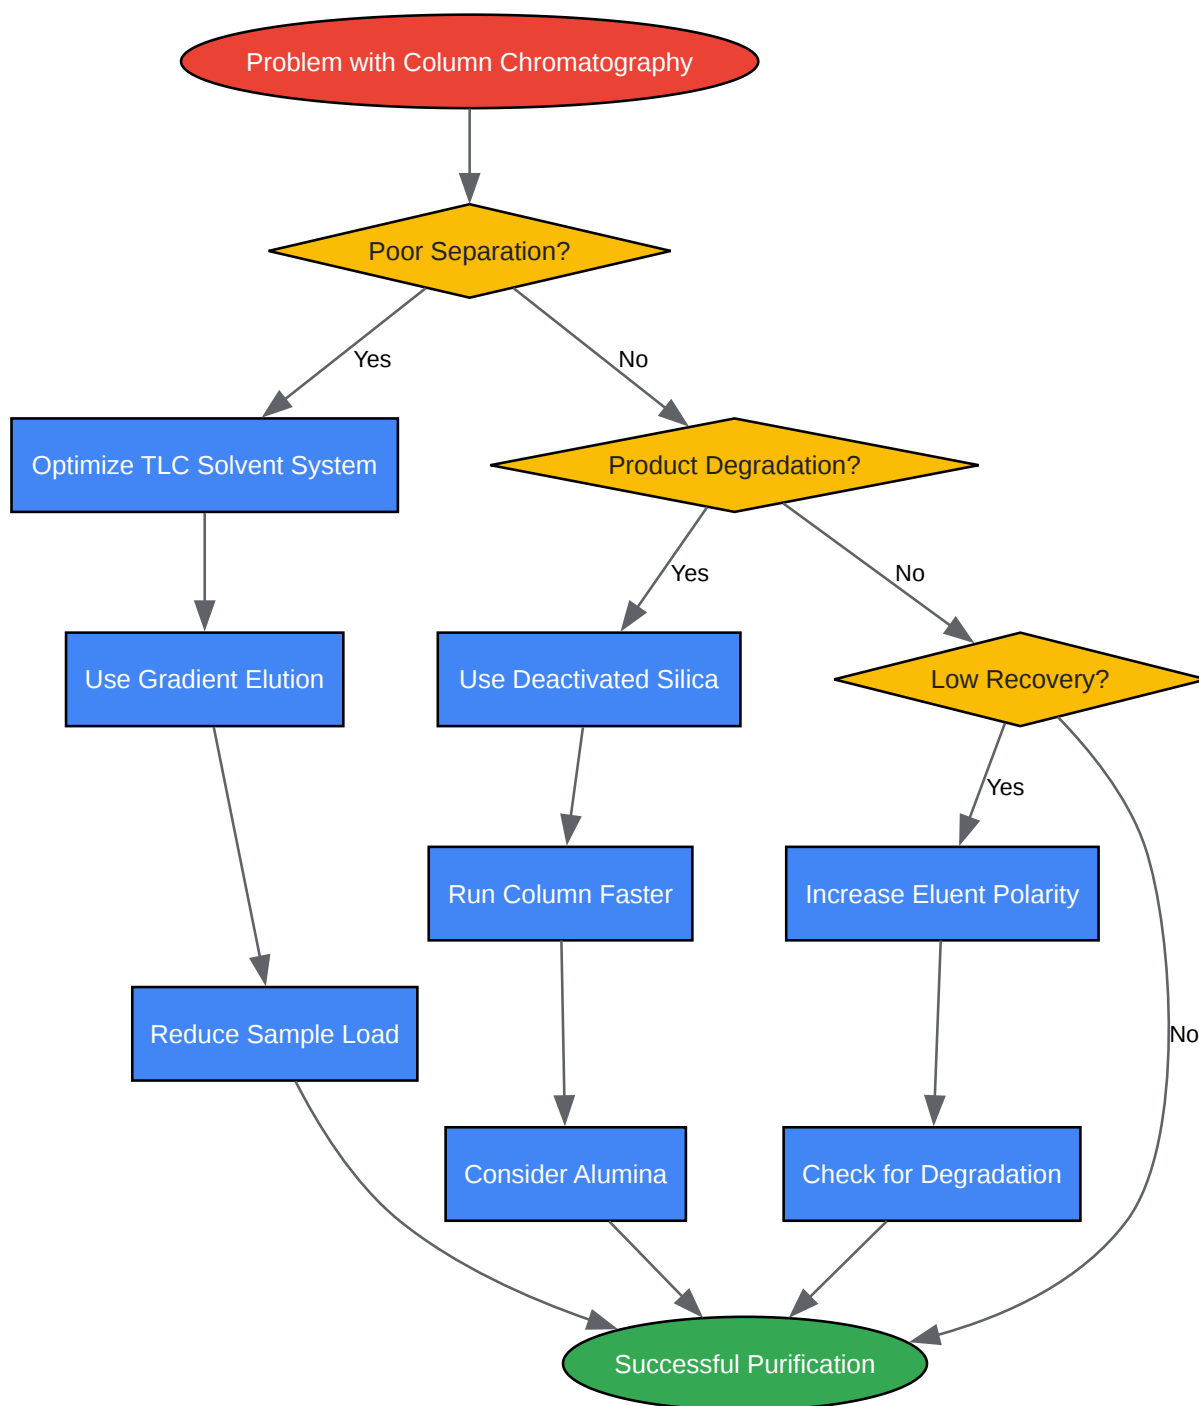 Problem with Column Chromatography
Poor Separation?
Yes
No
Optimize TLC Solvent System
Product Degradation?
Yes
No
Use Gradient Elution
Use Deactivated Silica
Low Recovery?
Yes
Run Column Faster
Increase Eluent Polarity
Reduce Sample Load
No
Consider Alumina
Check for Degradation
Successful Purification